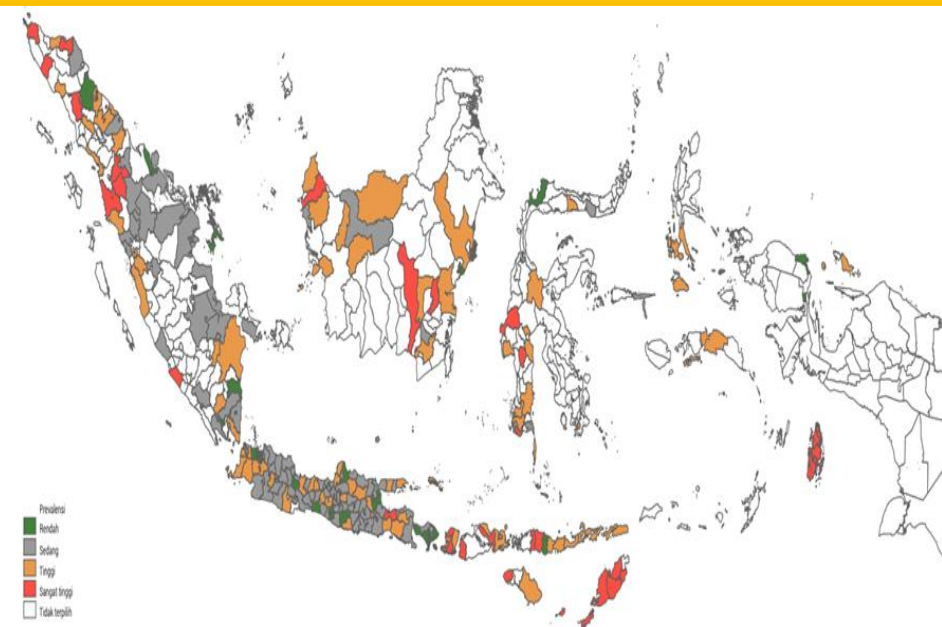 Prevalensi
Rendah
Sedang
Tinggi
Sangat tinggi
Tidak terpilih